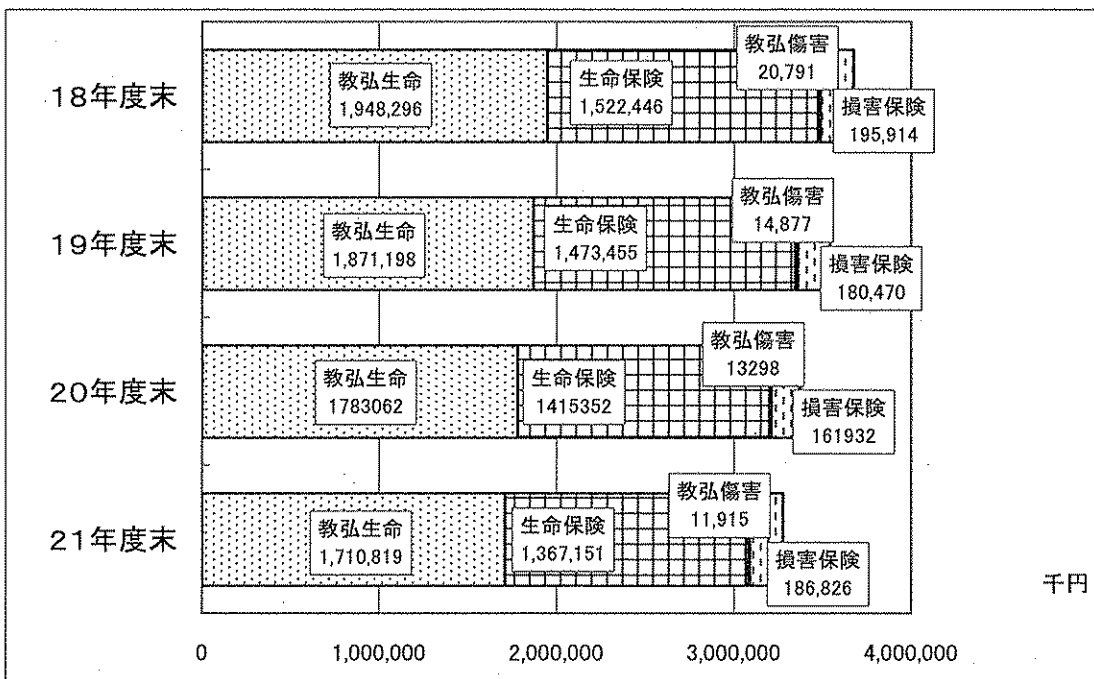 18年度末
教弘生命
1,948,296
生命保険
1,522,446
教弘傷害
20,791
損害保険
195,914
19年度末
教弘生命
1,871,198
生命保険
1,473,455
教弘傷害
14,877
損害保険
180,470
20年度末
教弘生命
1783062
生命保険
1415352
教弘傷害
13298
損害保険
161932
21年度末
教弘生命
1,710,819
生命保険
1,367,151
教弘傷害
11,915
損害保険
186,826
千円
0 1,000,000 2,000,000 3,000,000 4,000,000